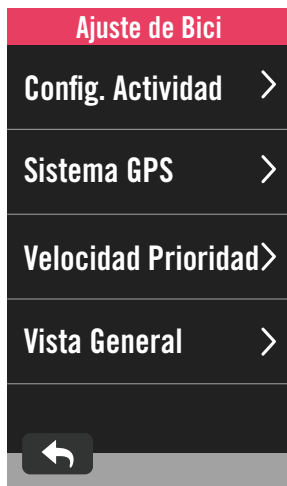 Ajuste de Bici
Config. Actividad
Sistema GPS
Velocidad Prioridad
Vista General